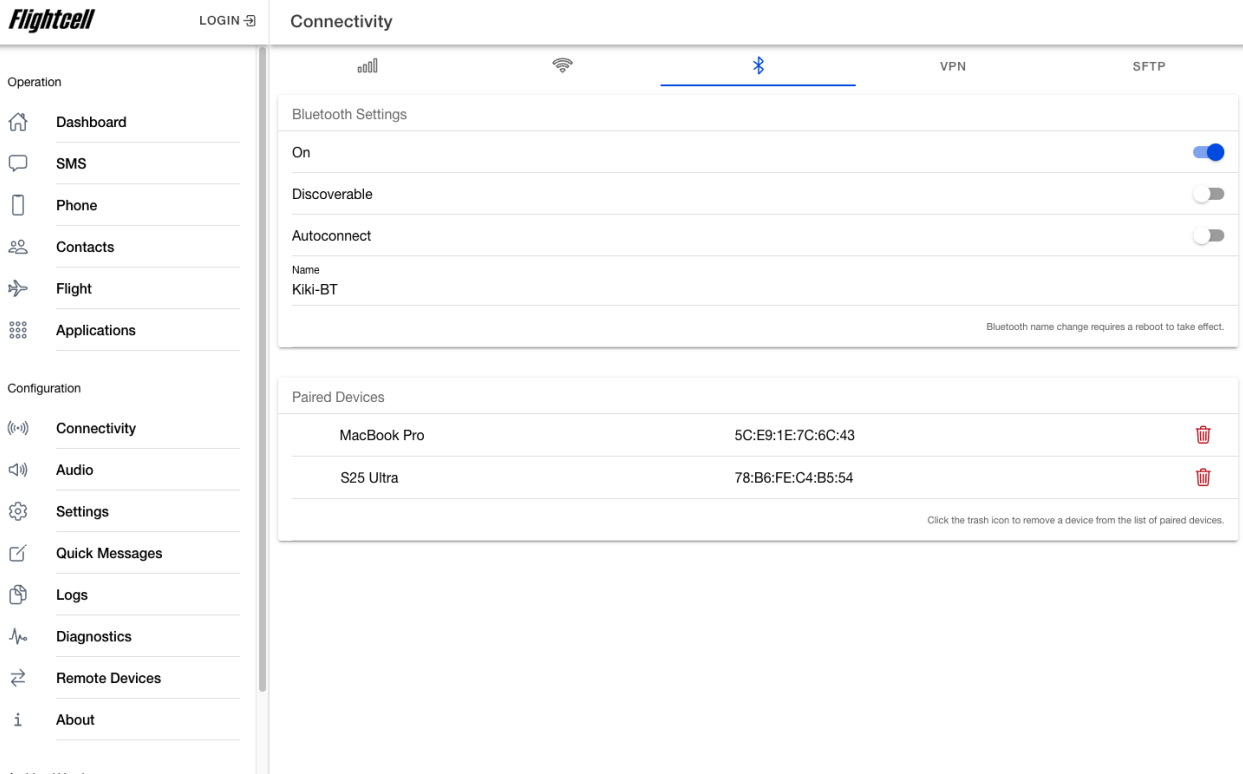 Flightcell
LOGIN
Connectivity
Operation
Dashboard
SMS
Phone
Contacts
Flight
Applications
Configuration
Connectivity
Audio
Settings
Quick Messages
Logs
Diagnostics
Remote Devices
About
VPN
SFTP
Bluetooth Settings
On
Discoverable
Autoconnect
Name
Kiki-BT
Bluetooth name change requires a reboot to take effect.
Paired Devices
MacBook Pro 5C:E9:1E:7C:6C:43
S25 Ultra 78:B6:FE:C4:B5:54
Click the trash icon to remove a device from the list of paired devices.